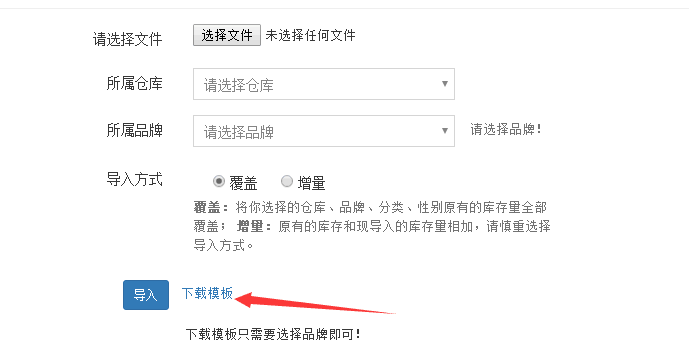 请选择文件 选择文件 未选择任何文件
所属仓库 请选择仓库
所属品牌 请选择品牌 请选择品牌！
导入方式 覆盖 增量
覆盖：将你选择的仓库、品牌、分类、性别原有的库存量全部
覆盖； 增量：原有的库存和现导入的库存量相加，请慎重选择
导入方式。
导入 下载模板
下载模板只需要选择品牌即可！